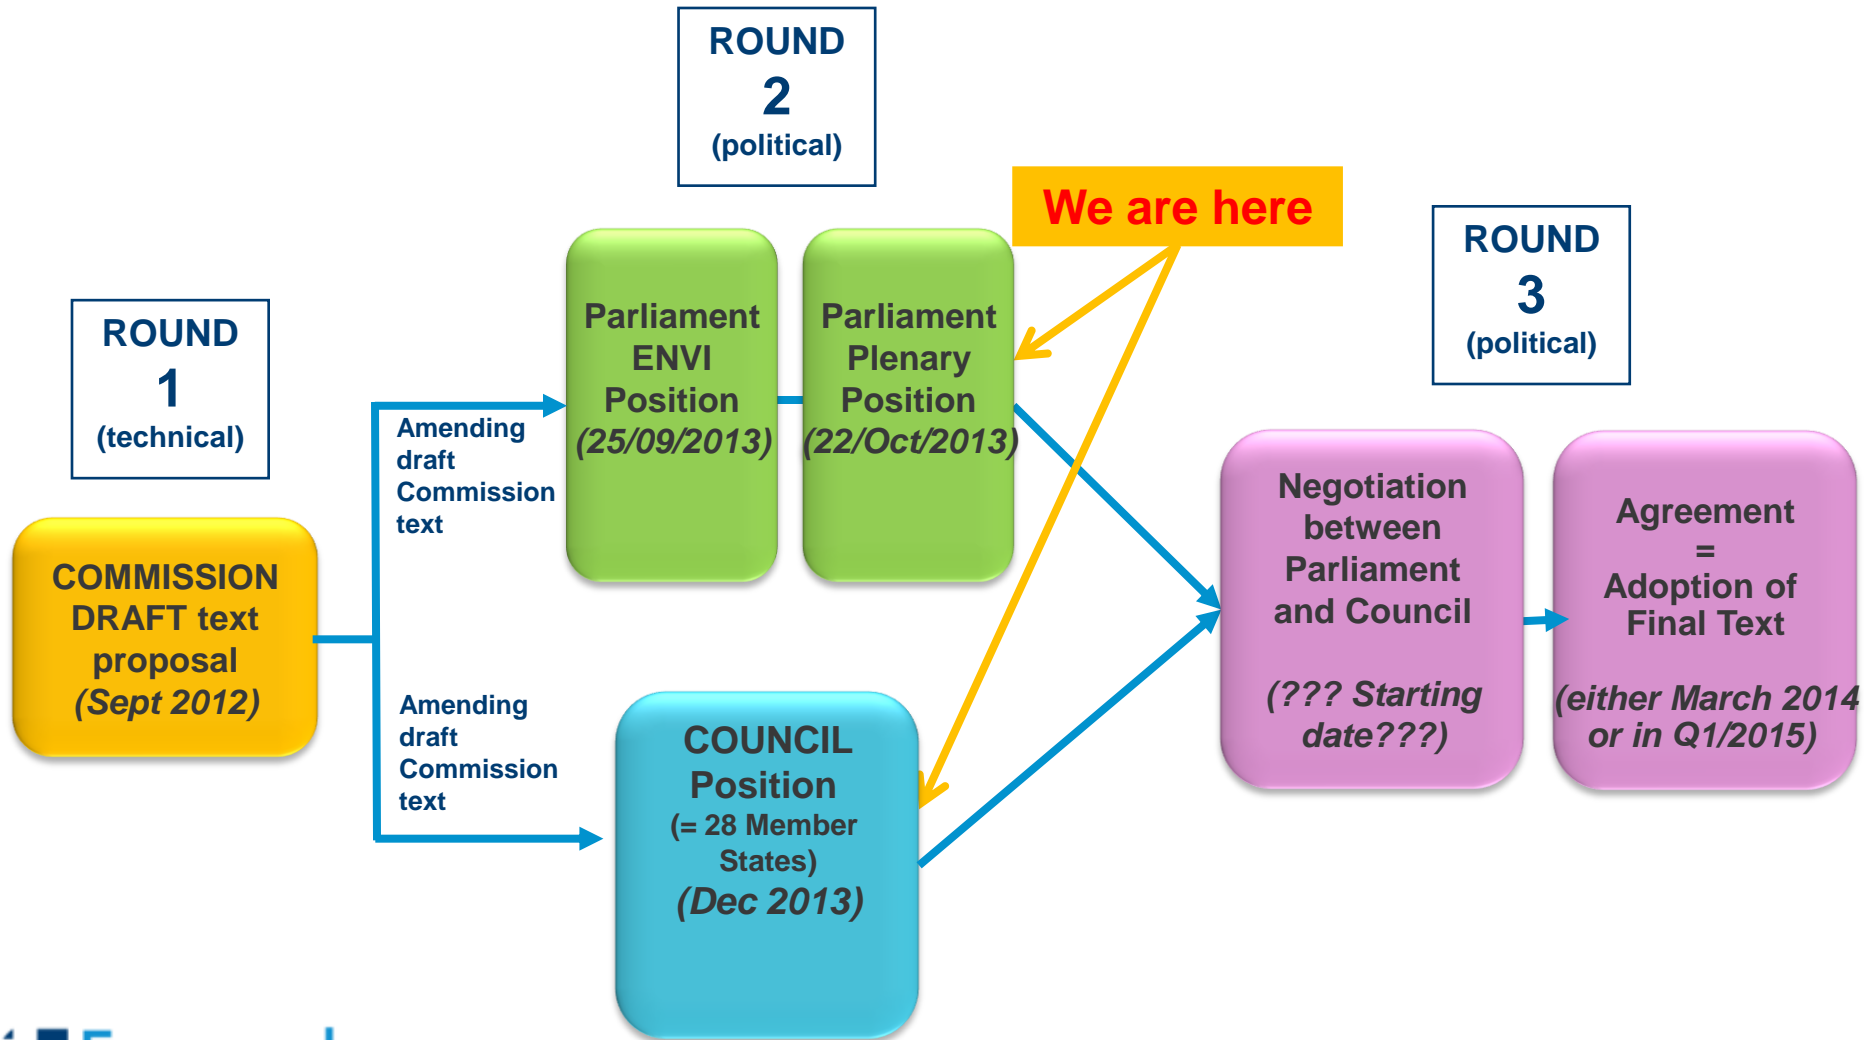 ROUND
1
(technical)
COMMISSION
DRAFT text
proposal
(Sept 2012)
Amending
draft
Commission
text
Amending
draft
Commission
text
ROUND
2
(political)
Parliament
ENVI
Position
(25/09/2013)
Parliament
Plenary
Position
(22/Oct/2013)
We are here
COUNCIL
Position
(= 28 Member
States)
(Dec 2013)
ROUND
3
(political)
Negotiation
between
Parliament
and Council
(??? Starting
date???)
Agreement
=
Adoption of
Final Text
(either March 2014
or in Q1/2015)